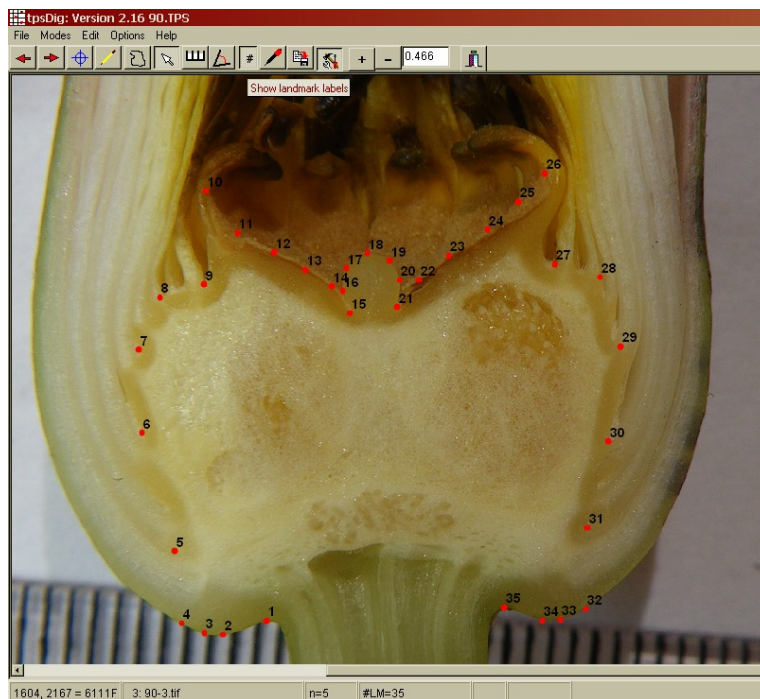 tpsDig: Version 2.16 90.TPS
File Modes Edit Options Help
# + − 0.466
Show landmark labels
26
10
25
11 24
12 18 23
19
13 17 27
14 16 20 22 28
8 9
15 21
7 29
6 30
31
5
35 32
4 3 2 1 34 33
1604, 2167 = 6111F 3: 90-3.tif n=5 #LM=35